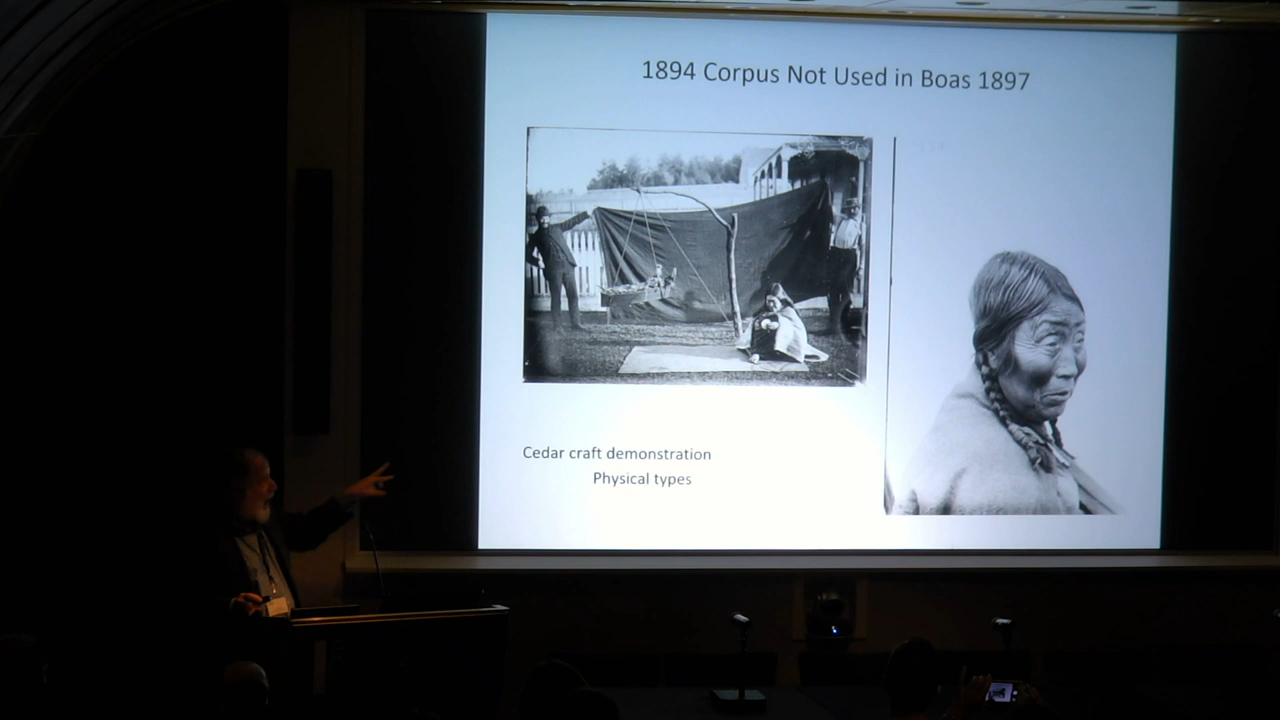 1894 Corpus Not Used in Boas 1897
Cedar craft demonstration
Physical types